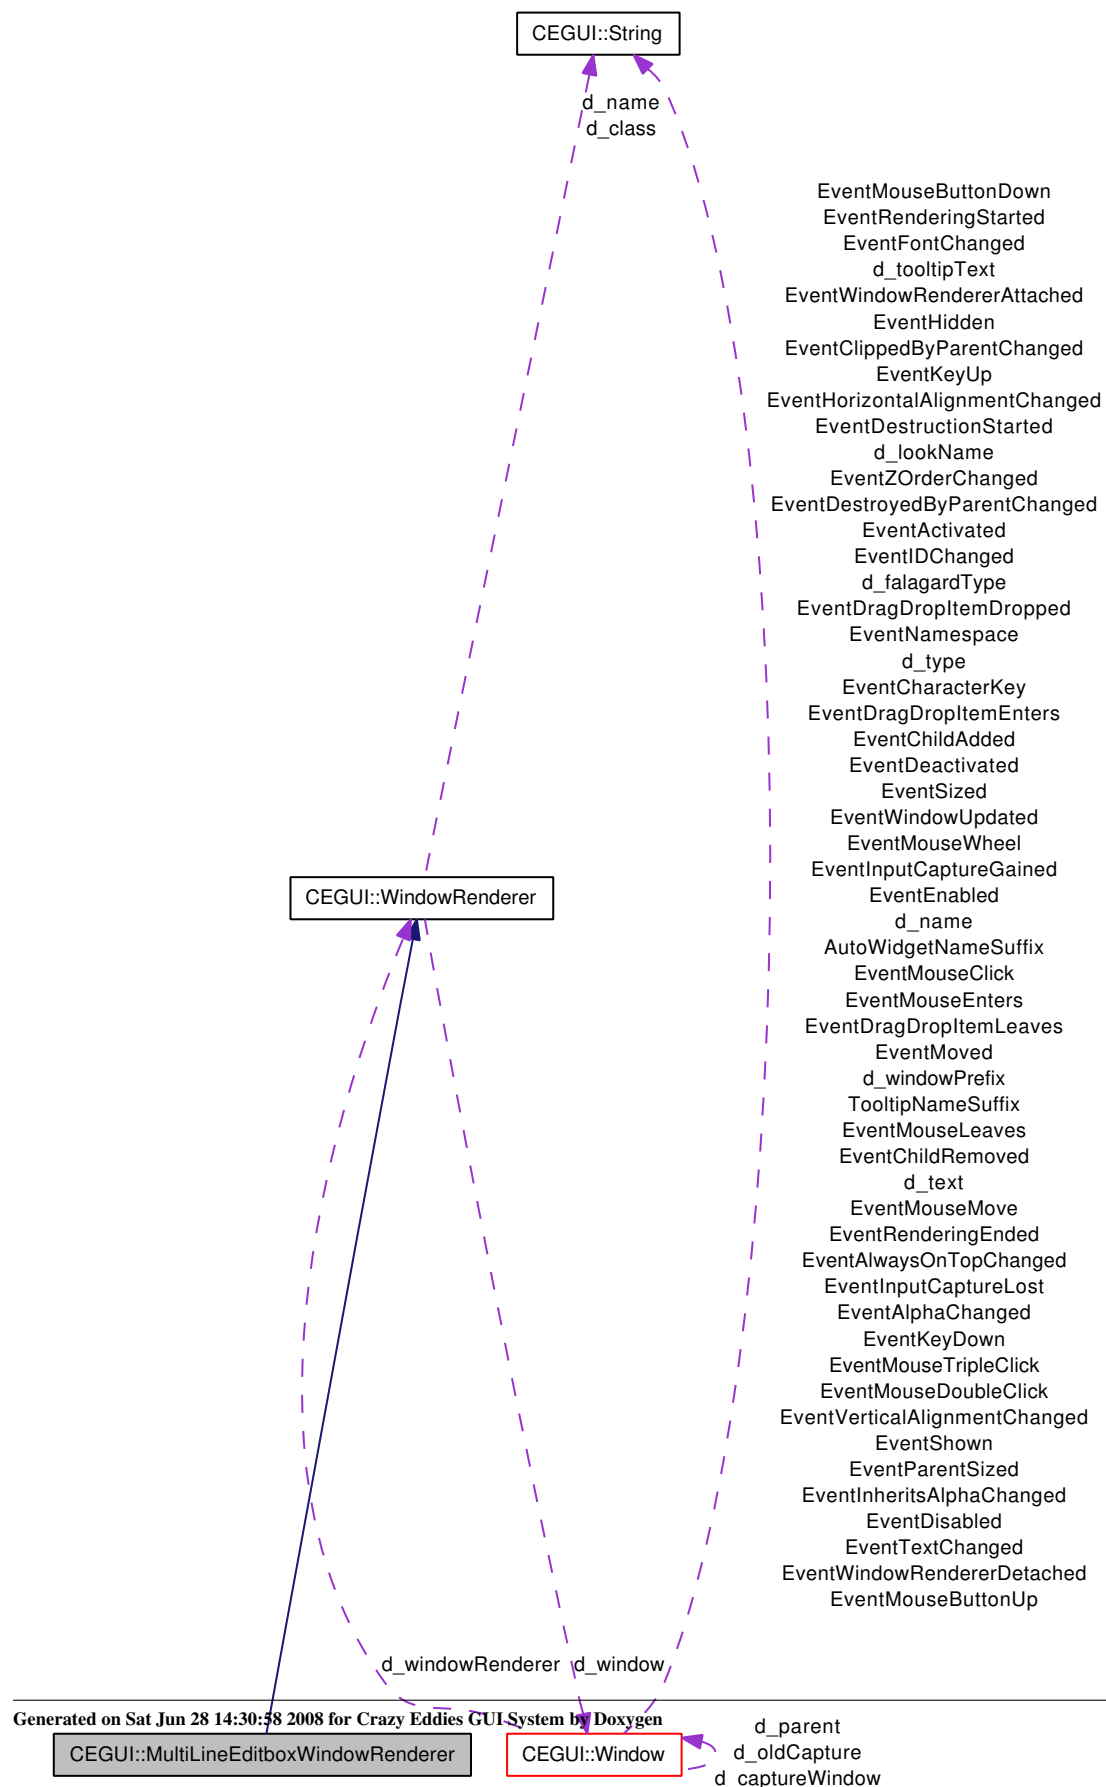 CEGUI::String
d_name
d_class
EventMouseButtonDown
EventRenderingStarted
EventFontChanged
d_tooltipText
EventWindowRendererAttached
EventHidden
EventClippedByParentChanged
EventKeyUp
EventHorizontalAlignmentChanged
EventDestructionStarted
d_lookName
EventZOrderChanged
EventDestroyedByParentChanged
EventActivated
EventIDChanged
d_falagardType
EventDragDropItemDropped
EventNamespace
d_type
EventCharacterKey
EventDragDropItemEnters
EventChildAdded
EventDeactivated
EventSized
EventWindowUpdated
EventMouseWheel
EventInputCaptureGained
EventEnabled
d_name
AutoWidgetNameSuffix
EventMouseClick
EventMouseEnters
EventDragDropItemLeaves
EventMoved
d_windowPrefix
TooltipNameSuffix
EventMouseLeaves
EventChildRemoved
d_text
EventMouseMove
EventRenderingEnded
EventAlwaysOnTopChanged
EventInputCaptureLost
EventAlphaChanged
EventKeyDown
EventMouseTripleClick
EventMouseDoubleClick
EventVerticalAlignmentChanged
EventShown
EventParentSized
EventInheritsAlphaChanged
EventDisabled
EventTextChanged
EventWindowRendererDetached
EventMouseButtonUp
CEGUI::WindowRenderer
d_windowRenderer
d_window
Generated on Sat Jun 28 14:30:58 2008 for Crazy Eddies GUI System by Doxygen
CEGUI::MultiLineEditboxWindowRenderer
CEGUI::Window
d_parent
d_oldCapture
d_captureWindow